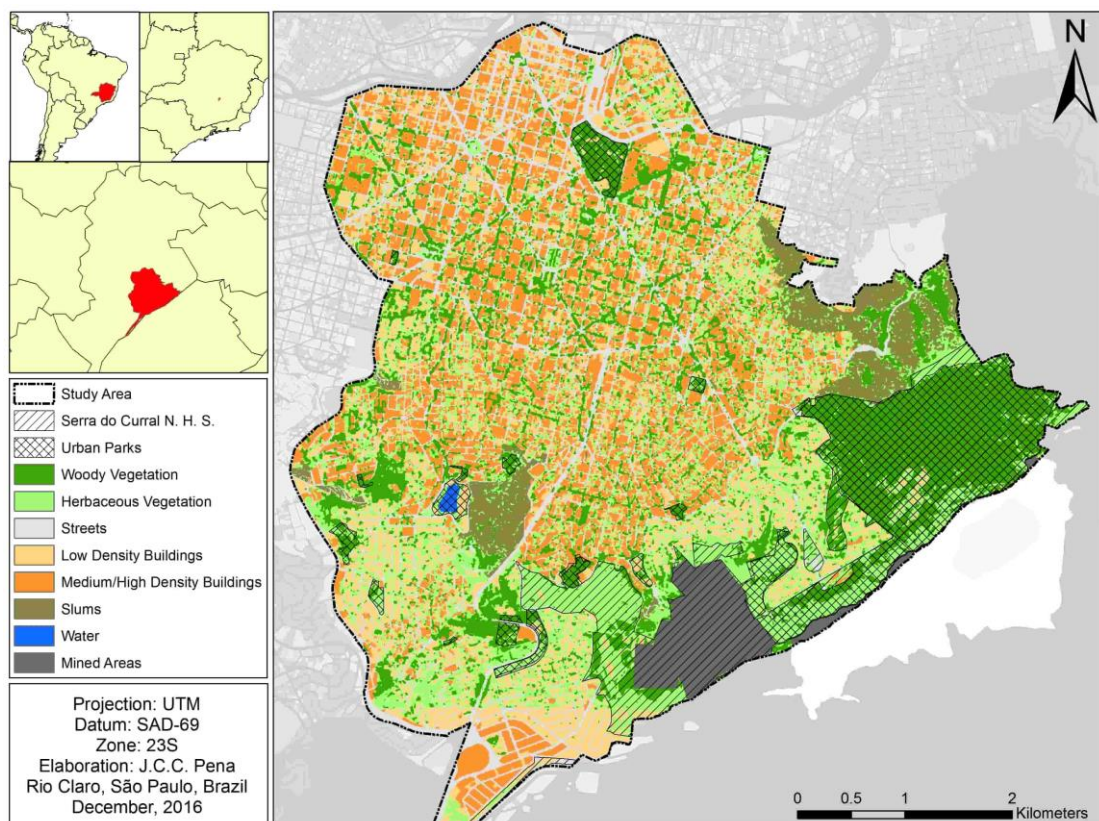 Study Area
Serra do Curral N. H. S.
Urban Parks
Woody Vegetation
Herbaceous Vegetation
Streets
Low Density Buildings
Medium/High Density Buildings
Slums
Water
Mined Areas
Projection: UTM
Datum: SAD-69
Zone: 23S
Elaboration: J.C.C. Pena
Rio Claro, São Paulo, Brazil
December, 2016
N
0 0.5 1 2
Kilometers